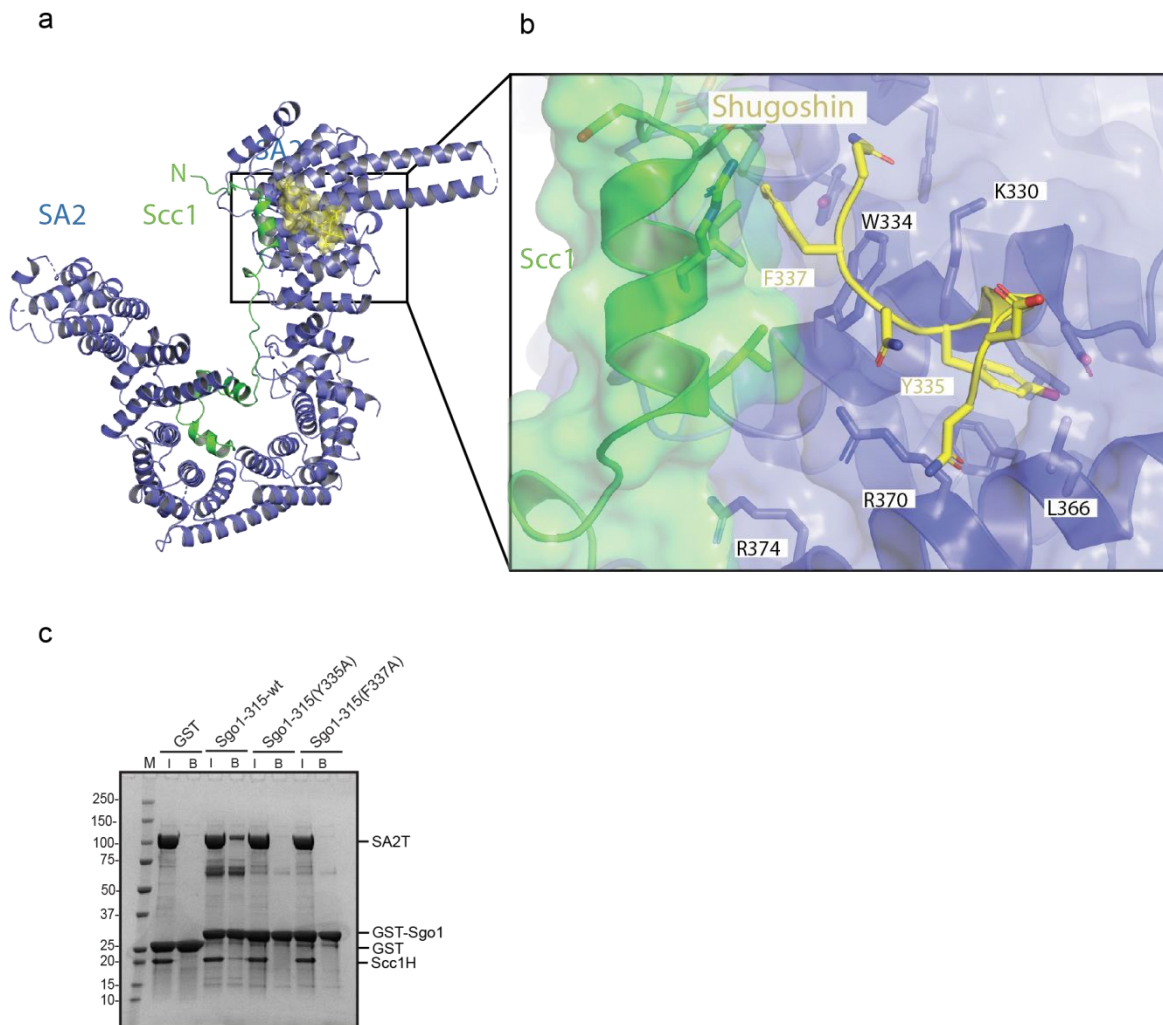 a
b
SA2
N
Scc1
SA2
Shugoshin
Scc1
F337
W334
K330
Y335
R370
L366
R374
c
GST
Sgo1-315-wt
Sgo1-315(Y335A)
Sgo1-315(F337A)
M I B I B I B I B
250-
150-
100-
75-
50-
37-
25-
20-
15-
10-
SA2T
GST-Sgo1
GST
Scc1H